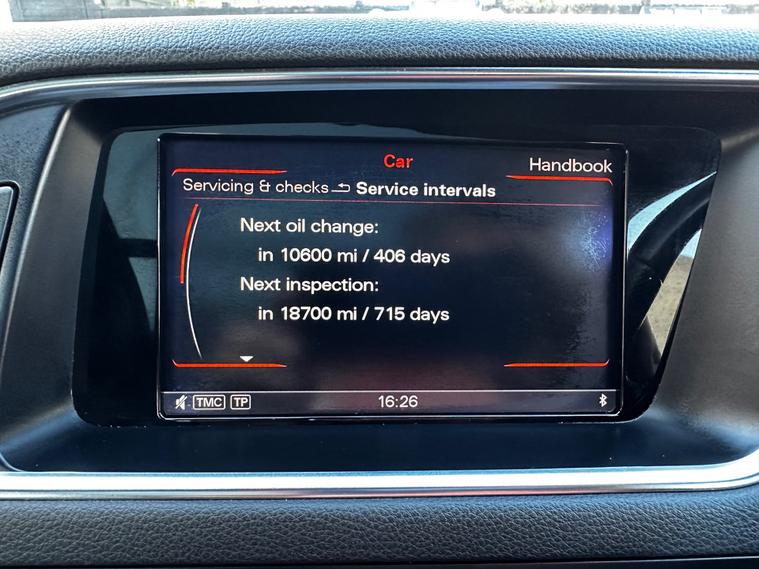 Car
Handbook
Servicing & checks Service intervals
Next oil change:
in 10600 mi / 406 days
Next inspection:
in 18700 mi / 715 days
TMC TP 16:26